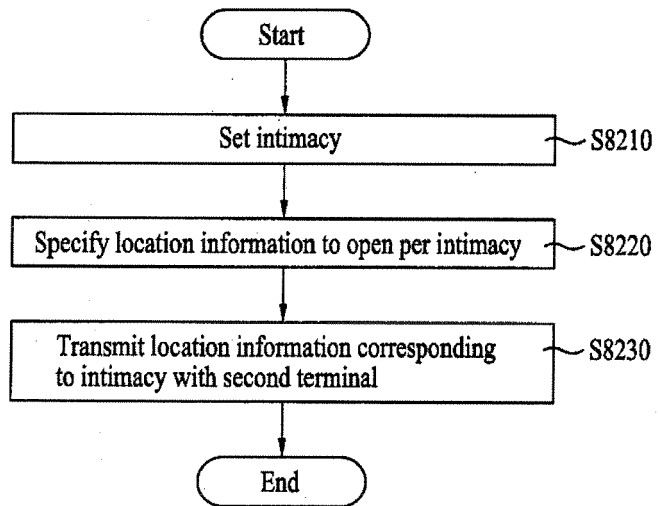 Start
Set intimacy
S8210
Specify location information to open per intimacy
S8220
Transmit location information corresponding
to intimacy with second terminal
S8230
End